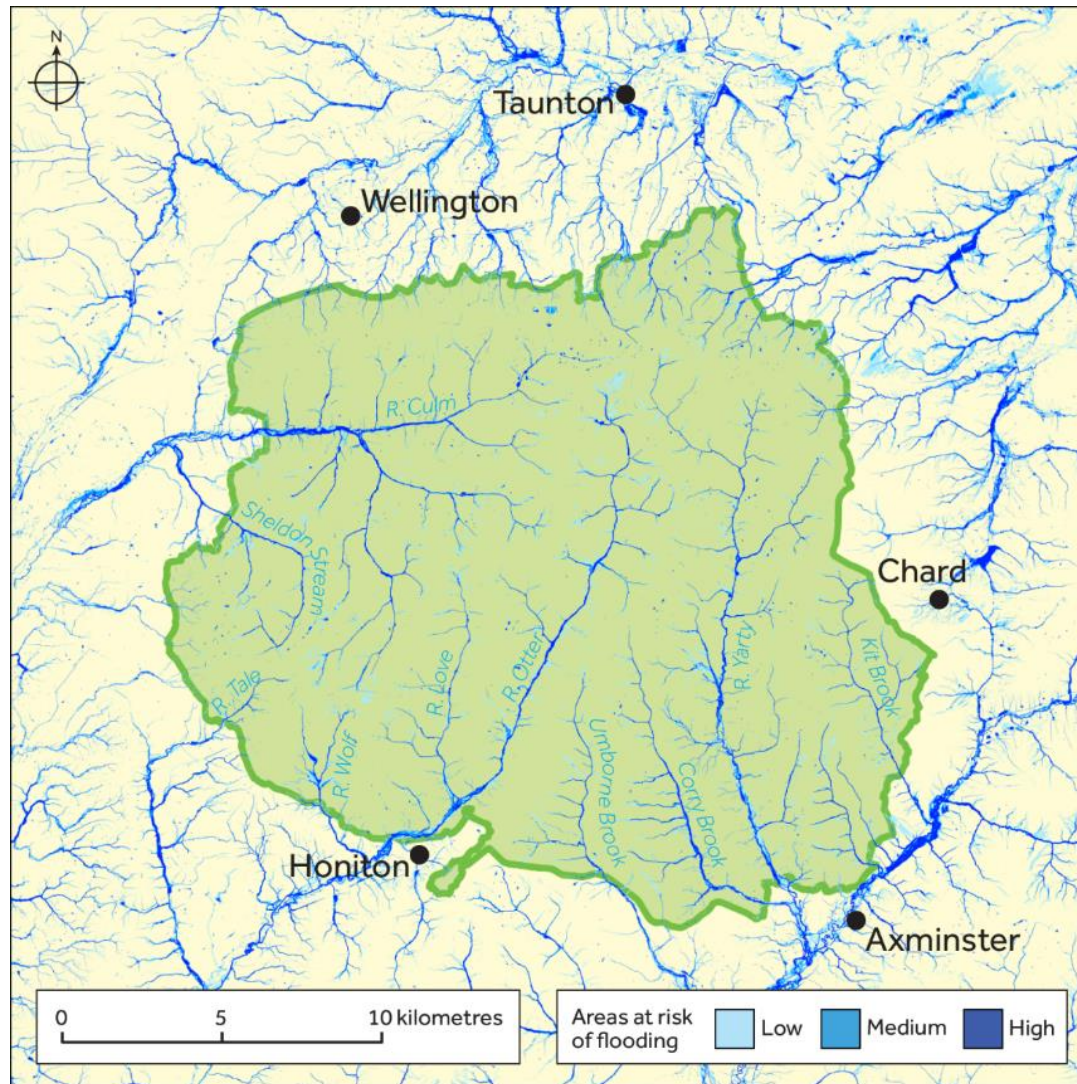 N
Taunton
Wellington
R. Culm
Sheldon Stream
Chard
R. Tale
R. Wolf
R. Love
R. Otter
Umborne Brook
Corry Brook
R. Yarty
Kit Brook
Honiton
Axminster
0 5 10 kilometres
Areas at risk
of flooding
Low Medium High